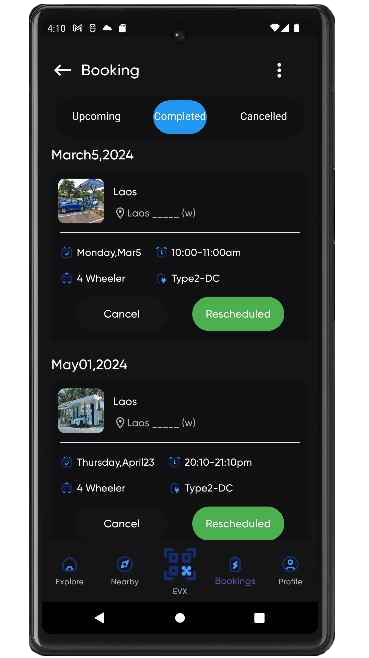 4:10
Booking
Upcoming Completed Cancelled
March5,2024
Laos
Laos _____ (w)
Monday,Mar5 10:00-11:00am
4 Wheeler Type2-DC
Cancel Rescheduled
May01,2024
Laos
Laos _____ (w)
Thursday,April23 20:10-21:10pm
4 Wheeler Type2-DC
Cancel Rescheduled
Explore Nearby EVX Bookings Profile